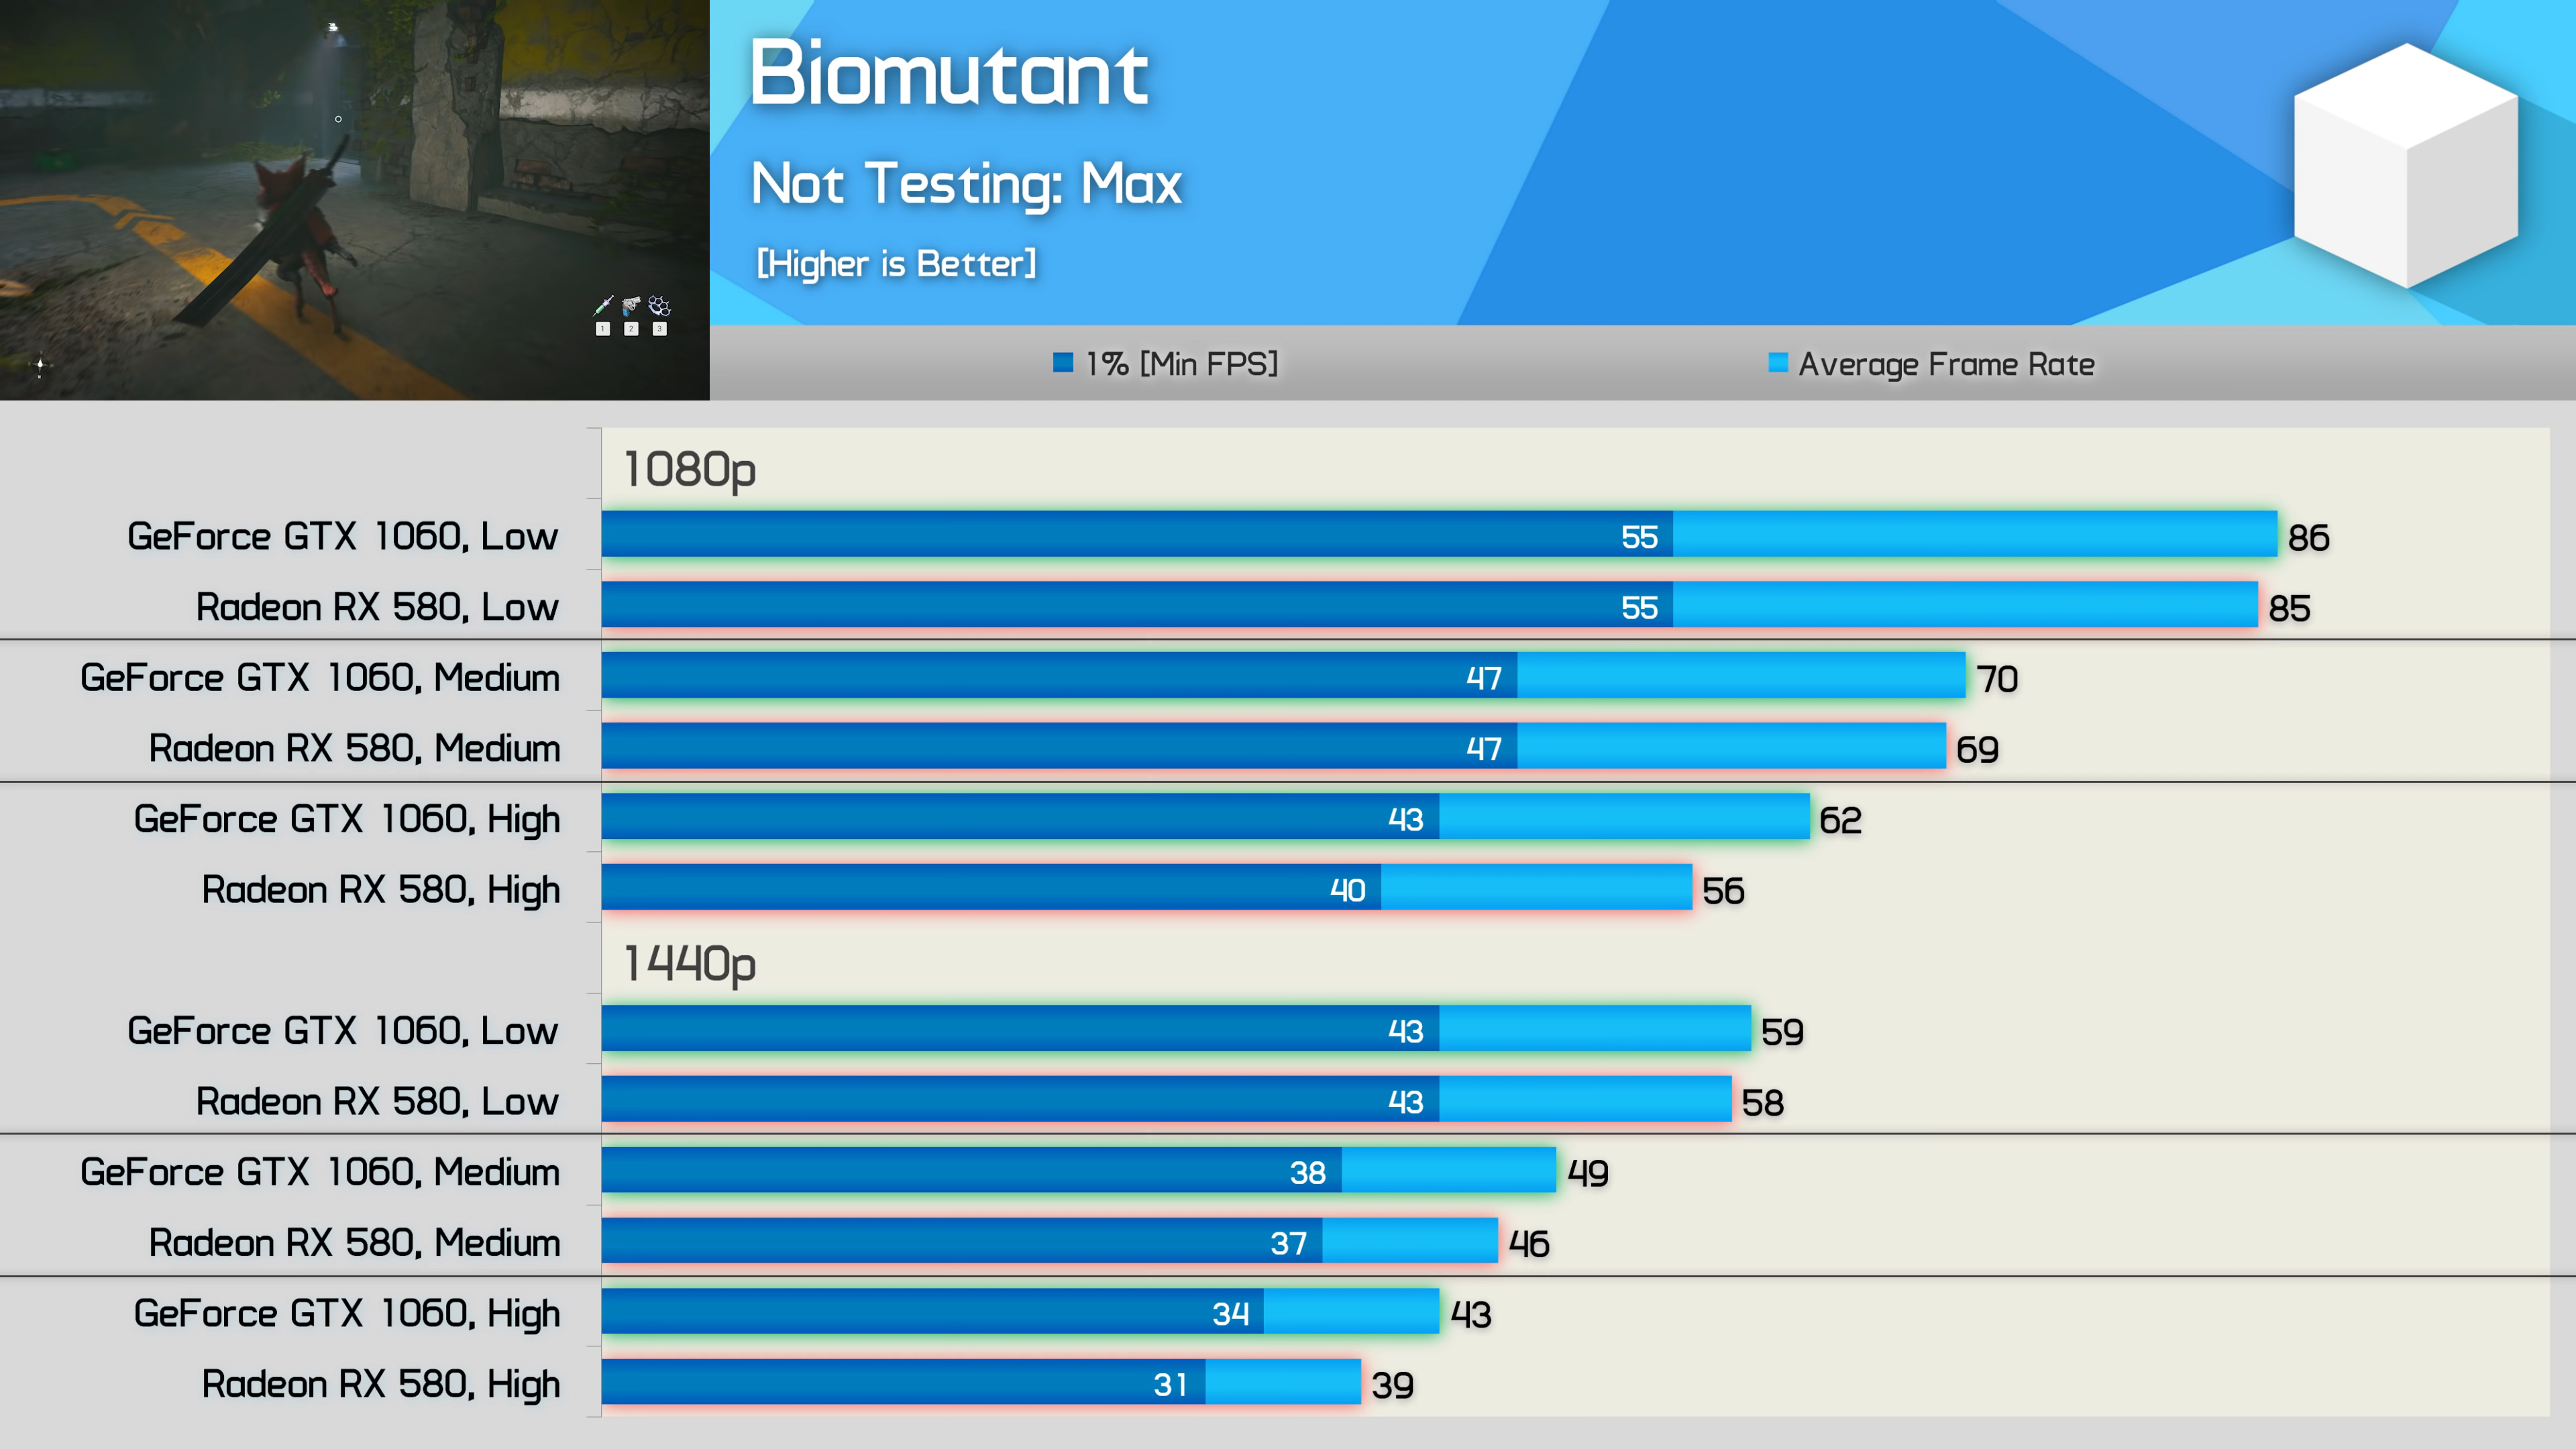 Biomutant
Not Testing: Max
[Higher is Better]
1 2 3
1% [Min FPS] Average Frame Rate
1080p
GeForce GTX 1060, Low 55 86
Radeon RX 580, Low 55 85
GeForce GTX 1060, Medium 47 70
Radeon RX 580, Medium 47 69
GeForce GTX 1060, High 43 62
Radeon RX 580, High 40 56
1440p
GeForce GTX 1060, Low 43 59
Radeon RX 580, Low 43 58
GeForce GTX 1060, Medium 38 49
Radeon RX 580, Medium 37 46
GeForce GTX 1060, High 34 43
Radeon RX 580, High 31 39